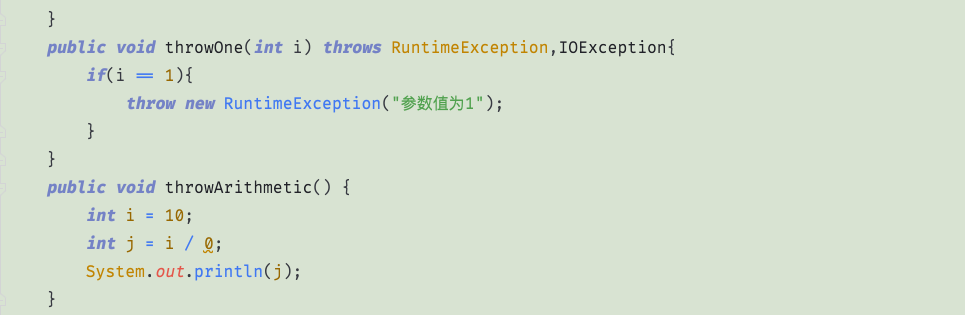 }
public void throwOne(int i) throws RuntimeException,IOException{
if(i == 1){
throw new RuntimeException("参数值为1");
}
}
public void throwArithmetic() {
int i = 10;
int j = i / 0;
System.out.println(j);
}